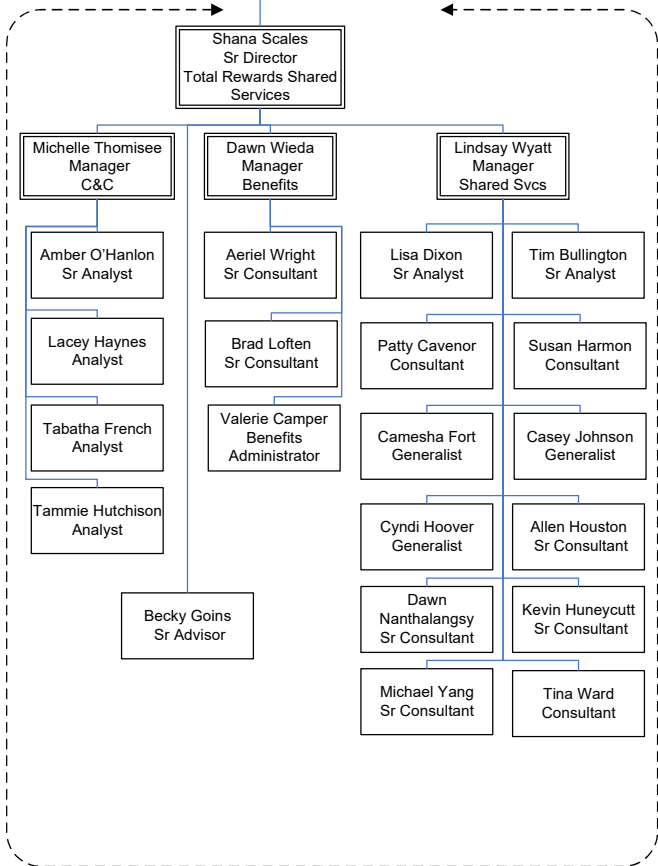 Shana Scales
Sr Director
Total Rewards Shared
Services
Michelle Thomisee
Manager
C&C
Dawn Wieda
Manager
Benefits
Lindsay Wyatt
Manager
Shared Svcs
Amber O'Hanlon
Sr Analyst
Lacey Haynes
Analyst
Tabatha French
Analyst
Tammie Hutchison
Analyst
Becky Goins
Sr Advisor
Aeriel Wright
Sr Consultant
Brad Loften
Sr Consultant
Valerie Camper
Benefits
Administrator
Lisa Dixon
Sr Analyst
Tim Bullington
Sr Analyst
Patty Cavenor
Consultant
Susan Harmon
Consultant
Camesha Fort
Generalist
Casey Johnson
Generalist
Cyndi Hoover
Generalist
Allen Houston
Sr Consultant
Dawn
Nanthalangsy
Sr Consultant
Kevin Huneycutt
Sr Consultant
Michael Yang
Sr Consultant
Tina Ward
Consultant